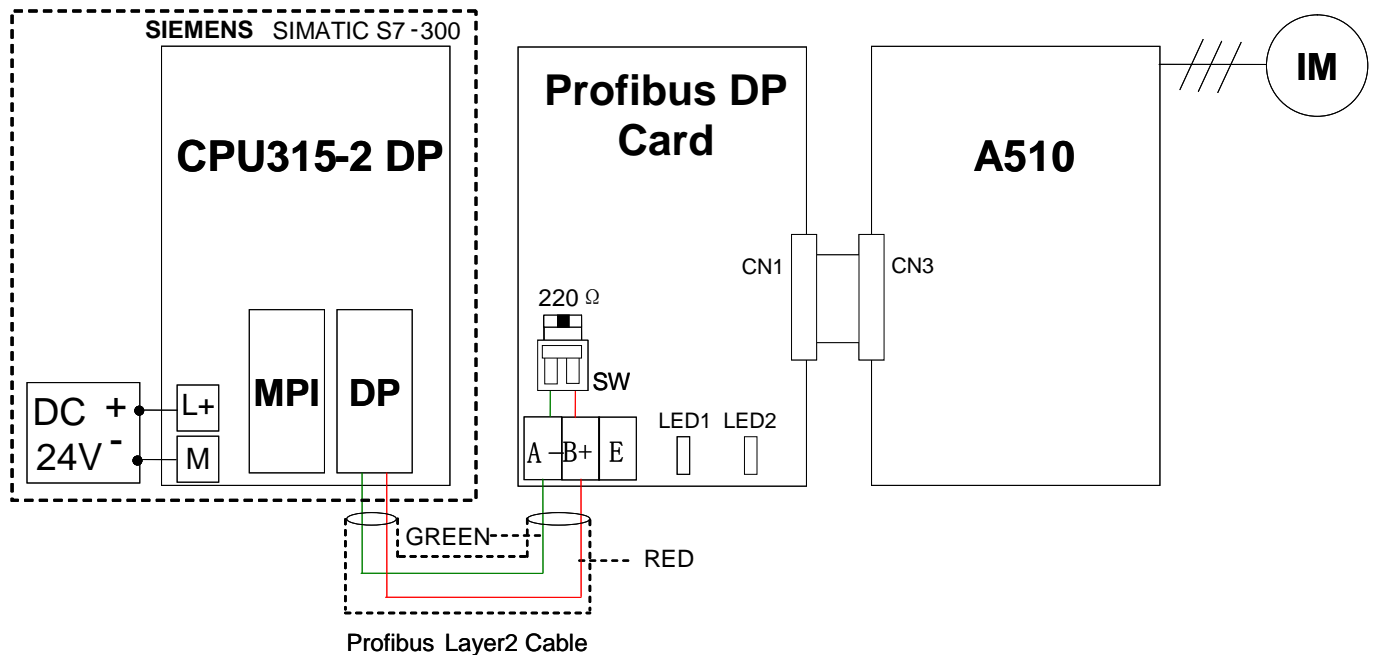 SIEMENS SIMATIC S7-300
CPU315-2 DP
MPI
DP
DC +
24V -
L+
M
Profibus DP
Card
220 Ω
SW
A -
B+
E
LED1
LED2
CN1
CN3
A510
IM
GREEN
RED
Profibus Layer2 Cable